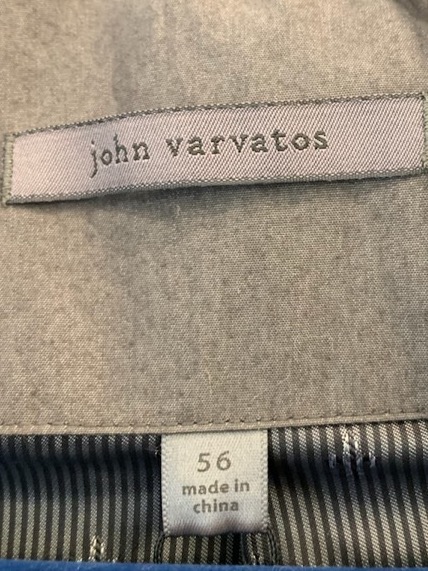 john varvatos
56
made in
china